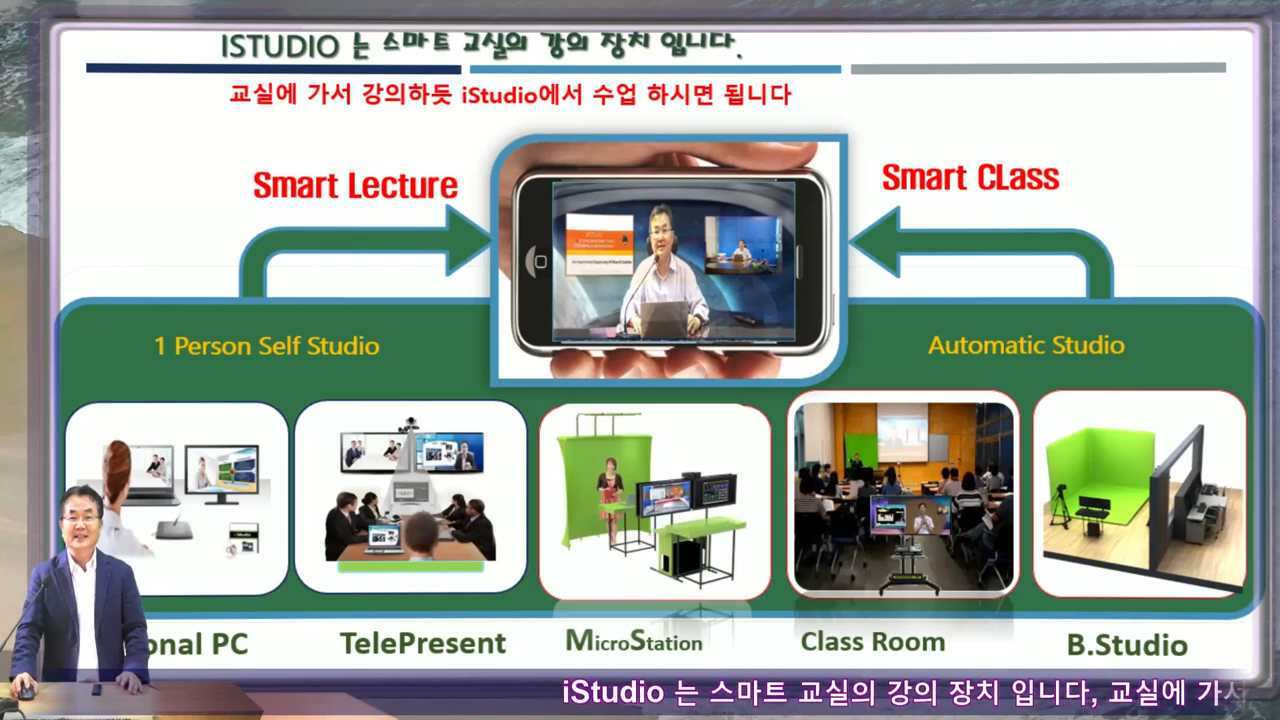 ISTUDIO 는 스마트 교실의 강의 장치 입니다.
교실에 가서 강의하듯 iStudio에서 수업 하시면 됩니다
Smart Lecture
Smart CLass
1 Person Self Studio
Automatic Studio
onal PC
TelePresent
MicroStation
Class Room
B.Studio
iStudio 는 스마트 교실의 강의 장치 입니다, 교실에 가서